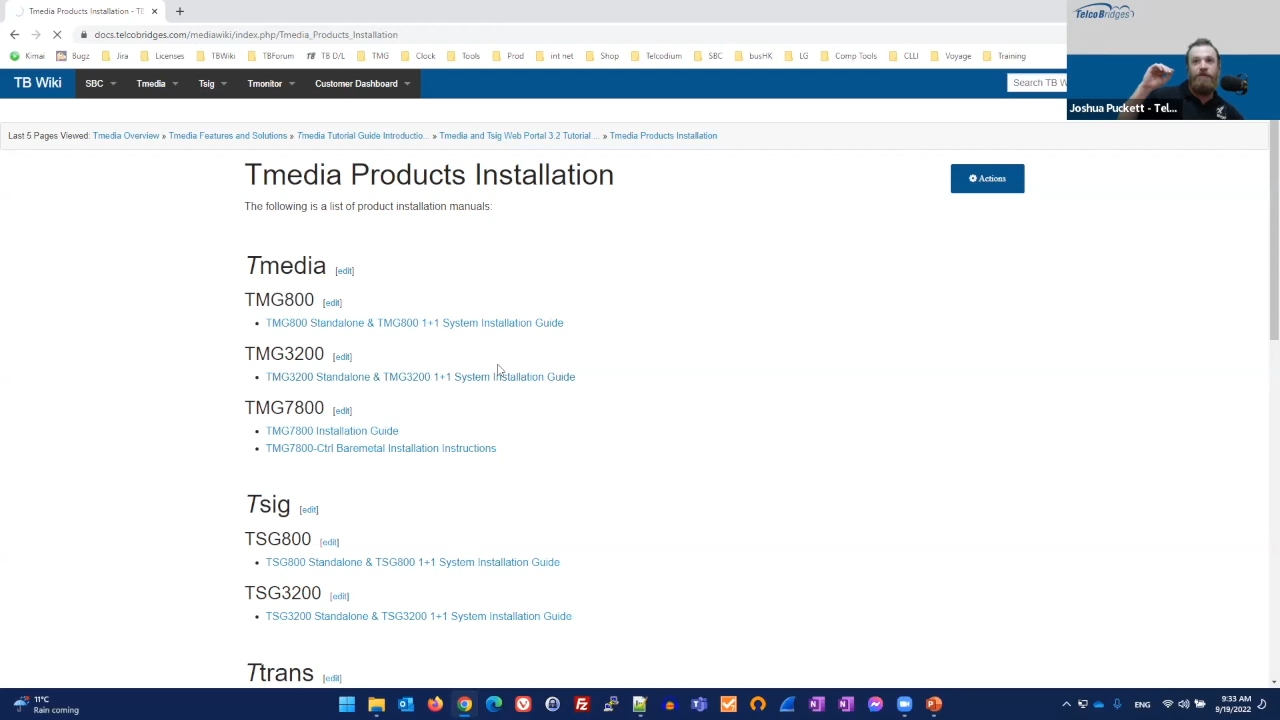 Tmedia Products Installation - TB
docs.telcobridges.com/mediawiki/index.php/Tmedia_Products_Installation
Kimai Bugz Jira Licenses TBWiki TBForum TB D/L TMG Clock Tools Prod int net Shop Telcodium SBC busHK LG Comp Tools CLLI Voyage Training
TelcoBridges
Joshua Puckett - Tel...
TB Wiki SBC Tmedia Tsig Tmonitor Customer Dashboard Search TB W
Last 5 Pages Viewed: Tmedia Overview » Tmedia Features and Solutions » Tmedia Tutorial Guide Introductio... » Tmedia and Tsig Web Portal 3.2 Tutorial.... » Tmedia Products Installation
Tmedia Products Installation
Actions
The following is a list of product installation manuals:
Tmedia [edit]
TMG800 [edit]
TMG800 Standalone & TMG800 1+1 System Installation Guide
TMG3200 [edit]
TMG3200 Standalone & TMG3200 1+1 System Installation Guide
TMG7800 [edit]
TMG7800 Installation Guide
TMG7800-Ctrl Baremetal Installation Instructions
Tsig [edit]
TSG800 [edit]
TSG800 Standalone & TSG800 1+1 System Installation Guide
TSG3200 [edit]
TSG3200 Standalone & TSG3200 1+1 System Installation Guide
Ttrans [edit]
11°C
Rain coming
ENG
9:33 AM
9/19/2022